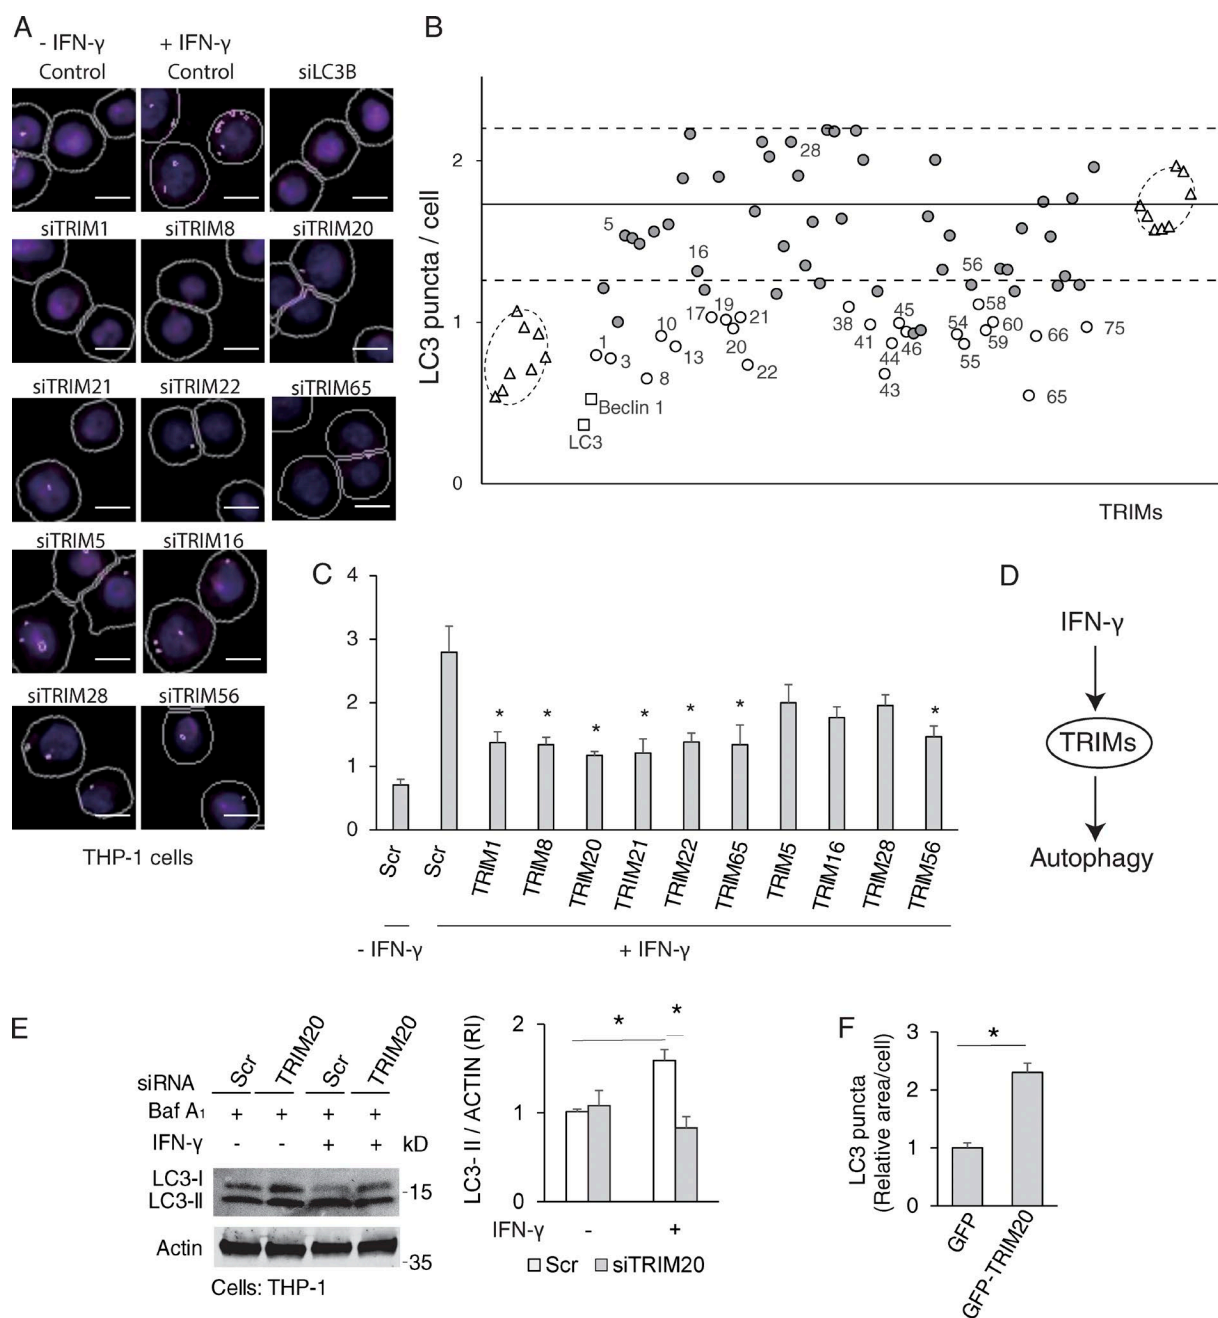 A
- IFN-γ
Control
+ IFN-γ
Control
siLC3B
siTRIM1
siTRIM8
siTRIM20
siTRIM21
siTRIM22
siTRIM65
siTRIM5
siTRIM16
siTRIM28
siTRIM56
THP-1 cells
B
LC3 puncta / cell
2
1
0
5
28
16
56
1
3
8
10
13
17
19
20
21
22
38
41
43
44
45
46
54
55
58
59
60
65
66
75
Beclin 1
LC3
TRIMs
C
4
3
2
1
0
* * * * * * *
Scr
Scr
TRIM1
TRIM8
TRIM20
TRIM21
TRIM22
TRIM65
TRIM5
TRIM16
TRIM28
TRIM56
- IFN-γ
+ IFN-γ
D
IFN-γ
TRIMs
Autophagy
E
siRNA Scr TRIM20 Scr TRIM20
Baf A1 + + + +
IFN-γ - - + + kD
LC3-I
LC3-II
-15
Actin
-35
Cells: THP-1
LC3- II / ACTIN (RI)
2
1
0
* *
IFN-γ - +
Scr siTRIM20
F
LC3 puncta
(Relative area/cell)
3
2
1
0
*
GFP
GFP-TRIM20